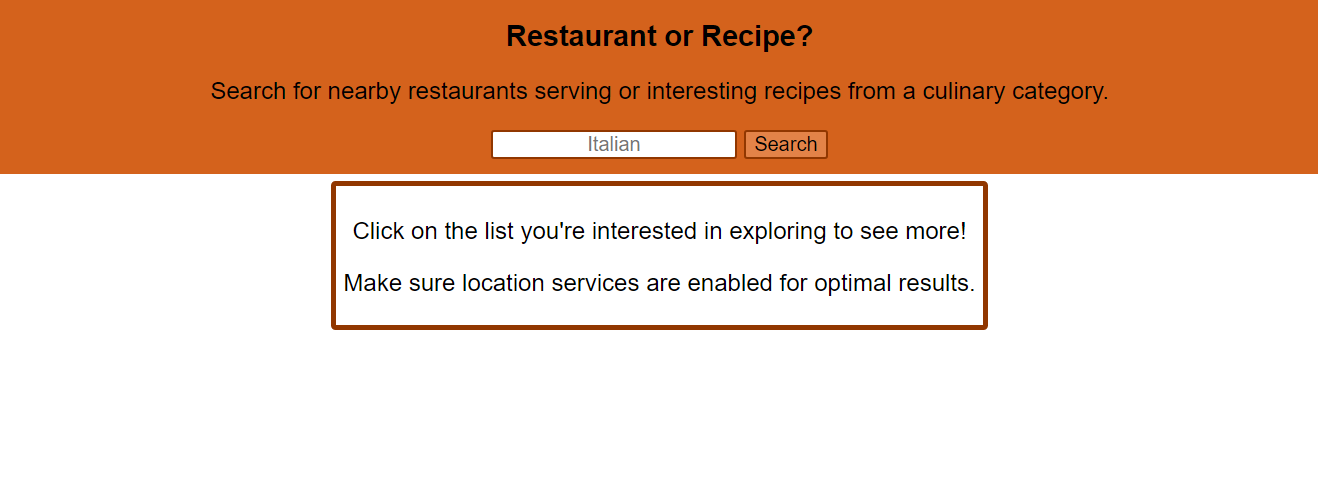 Restaurant or Recipe?
Search for nearby restaurants serving or interesting recipes from a culinary category.
Italian Search
Click on the list you're interested in exploring to see more!
Make sure location services are enabled for optimal results.